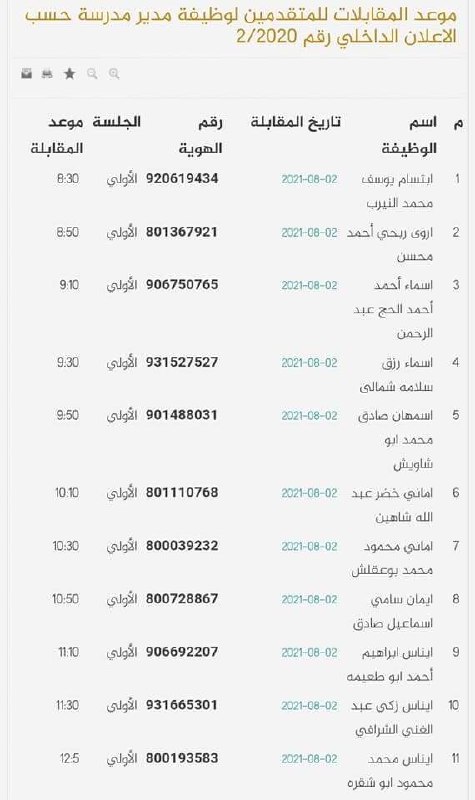 موعد المقابلات للمتقدمين لوظيفة مدير مدرسة حسب
الاعلان الداخلي رقم 2/2020
م اسم تاريخ المقابلة رقم الجلسة موعد
الوظيفة الهوية المقابلة
1 ابتسام يوسف 2021-08-02 920619434 الأولي 8:30
محمد النيرب
2 اروى ربحي أحمد 2021-08-02 801367921 الأولي 8:50
محسن
3 اسماء أحمد 2021-08-02 906750765 الأولي 9:10
أحمد الحج عبد
الرحمن
4 اسماء رزق 2021-08-02 931527527 الأولي 9:30
سلامه شمالى
5 اسمهان صادق 2021-08-02 901488031 الأولي 9:50
محمد ابو
شاويش
6 اماني خضر عبد 2021-08-02 801110768 الأولي 10:10
الله شاهين
7 اماني محمود 2021-08-02 800039232 الأولي 10:30
محمد بوعقلش
8 ايمان سامي 2021-08-02 800728867 الأولي 10:50
اسماعيل صادق
9 ايناس ابراهيم 2021-08-02 906692207 الأولي 11:10
أحمد ابو طعيمه
10 ايناس زكي عبد 2021-08-02 931665301 الأولي 11:30
الغني الشرافي
11 ايناس محمد 2021-08-02 800193583 الأولي 12:5
محمود ابو شقره